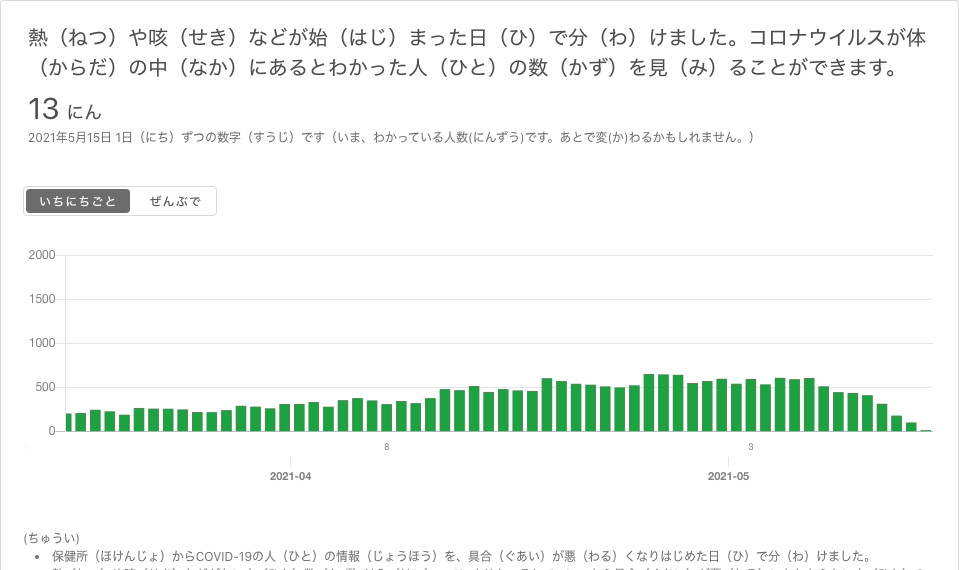 熱（ねつ）や咳（せき）などが始（はじ）まった日（ひ）で分（わ）けました。コロナウイルスが体
（からだ）の中（なか）にあるとわかった人（ひと）の数（かず）を見（み）ることができます。
13 にん
2021年5月15日 1日（にち）ずつの数字（すうじ）です（いま、わかっている人数(にんずう)です。あとで変(か)わるかもしれません。）
いちにちごと ぜんぶで
2000
1500
1000
500
0
8 3
2021-04 2021-05
(ちゅうい)
• 保健所（ほけんじょ）からCOVID-19の人（ひと）の情報（じょうほう）を、具合（ぐあい）が悪（わる）くなりはじめた日（ひ）で分（わ）けました。